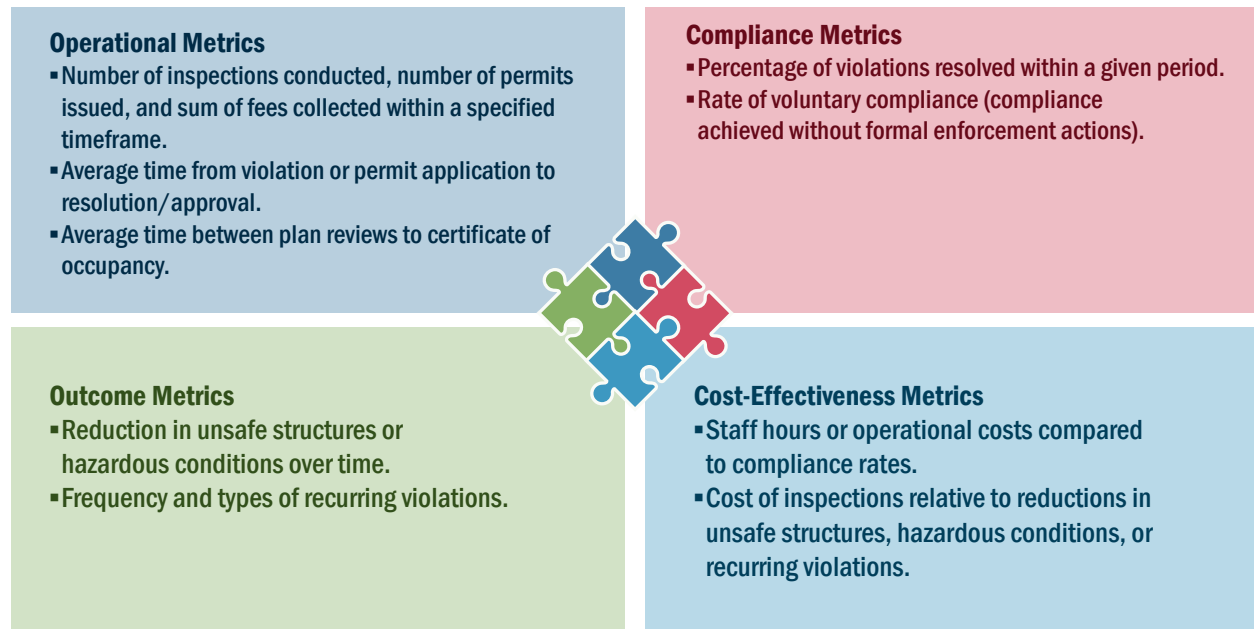 Operational Metrics
▪Number of inspections conducted, number of permits
issued, and sum of fees collected within a specified
timeframe.
▪Average time from violation or permit application to
resolution/approval.
▪Average time between plan reviews to certificate of
occupancy.
Compliance Metrics
▪Percentage of violations resolved within a given period.
▪Rate of voluntary compliance (compliance
achieved without formal enforcement actions).
Outcome Metrics
▪Reduction in unsafe structures or
hazardous conditions over time.
▪Frequency and types of recurring violations.
Cost-Effectiveness Metrics
▪Staff hours or operational costs compared
to compliance rates.
▪Cost of inspections relative to reductions in
unsafe structures, hazardous conditions, or
recurring violations.